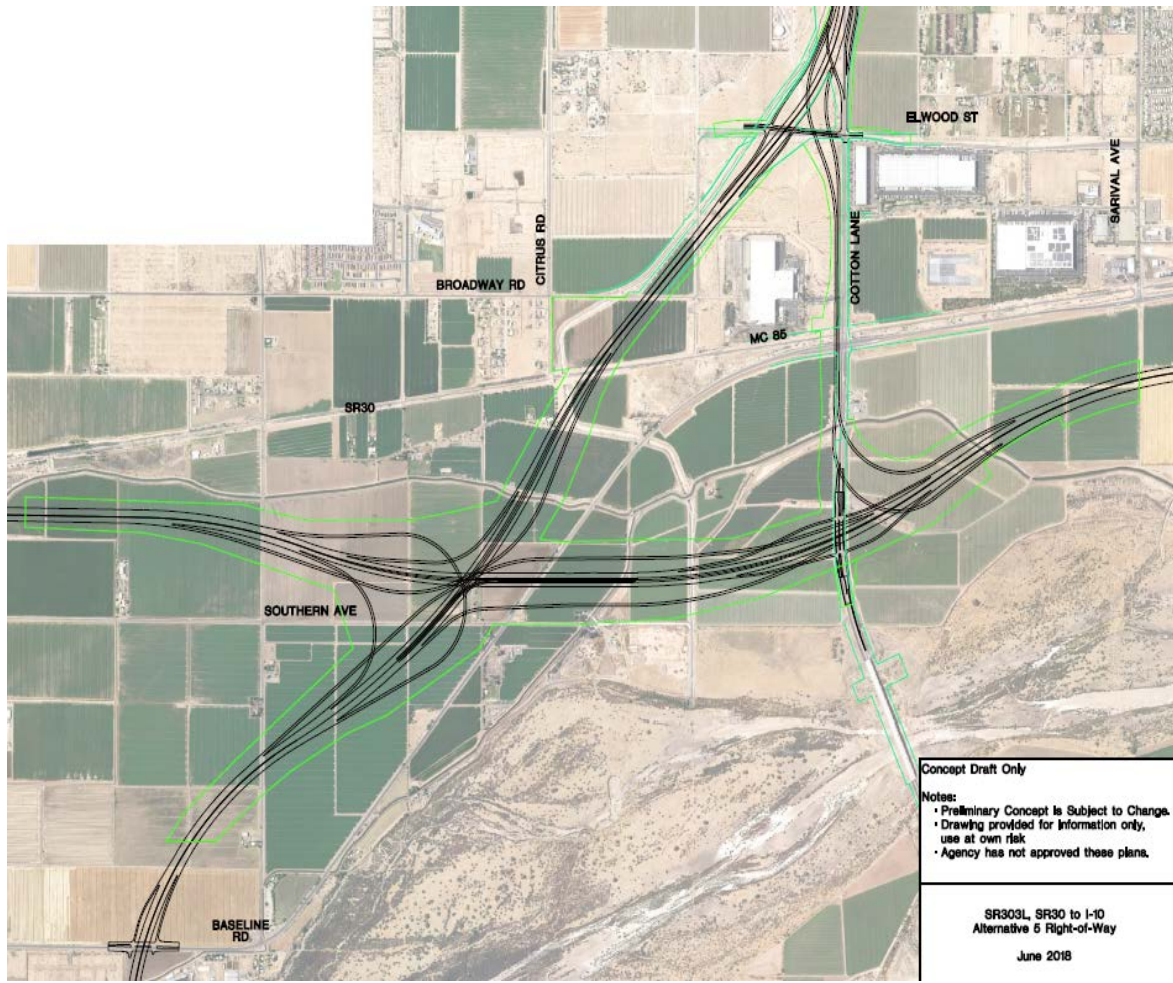 ELWOOD ST
SARIVAL AVE
CITRUS RD
COTTON LANE
BROADWAY RD
MC 85
SR30
SOUTHERN AVE
BASELINE
RD
Concept Draft Only
Notes:
• Preliminary Concept is Subject to Change.
• Drawing provided for information only,
use at own risk
• Agency has not approved these plans.
SR303L, SR30 to I-10
Alternative 5 Right-of-Way
June 2018